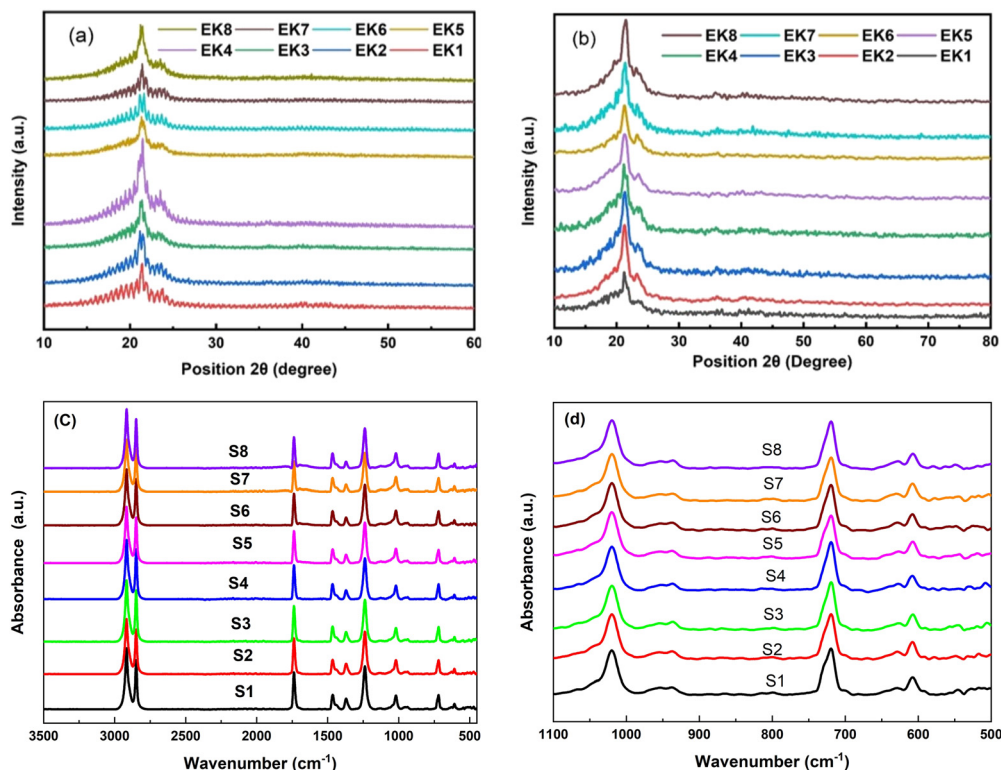 (a)
EK8 EK7 EK6 EK5
EK4 EK3 EK2 EK1
Intensity (a.u.)
10 20 30 40 50 60
Position 2θ (degree)
(b)
EK8 EK7 EK6 EK5
EK4 EK3 EK2 EK1
Intensity (a.u.)
10 20 30 40 50 60 70 80
Position 2θ (Degree)
(C)
S8
S7
S6
S5
S4
S3
S2
S1
Absorbance (a.u.)
3500 3000 2500 2000 1500 1000 500
Wavenumber (cm⁻¹)
(d)
S8
S7
S6
S5
S4
S3
S2
S1
Absorbance (a.u.)
1100 1000 900 800 700 600 500
Wavenumber (cm⁻¹)